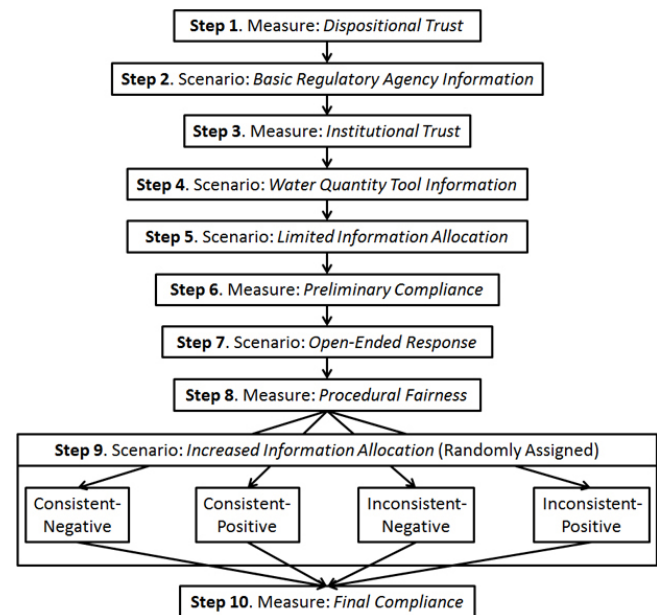 Step 1. Measure: Dispositional Trust
Step 2. Scenario: Basic Regulatory Agency Information
Step 3. Measure: Institutional Trust
Step 4. Scenario: Water Quantity Tool Information
Step 5. Scenario: Limited Information Allocation
Step 6. Measure: Preliminary Compliance
Step 7. Scenario: Open-Ended Response
Step 8. Measure: Procedural Fairness
Step 9. Scenario: Increased Information Allocation (Randomly Assigned)
Consistent-
Negative
Consistent-
Positive
Inconsistent-
Negative
Inconsistent-
Positive
Step 10. Measure: Final Compliance